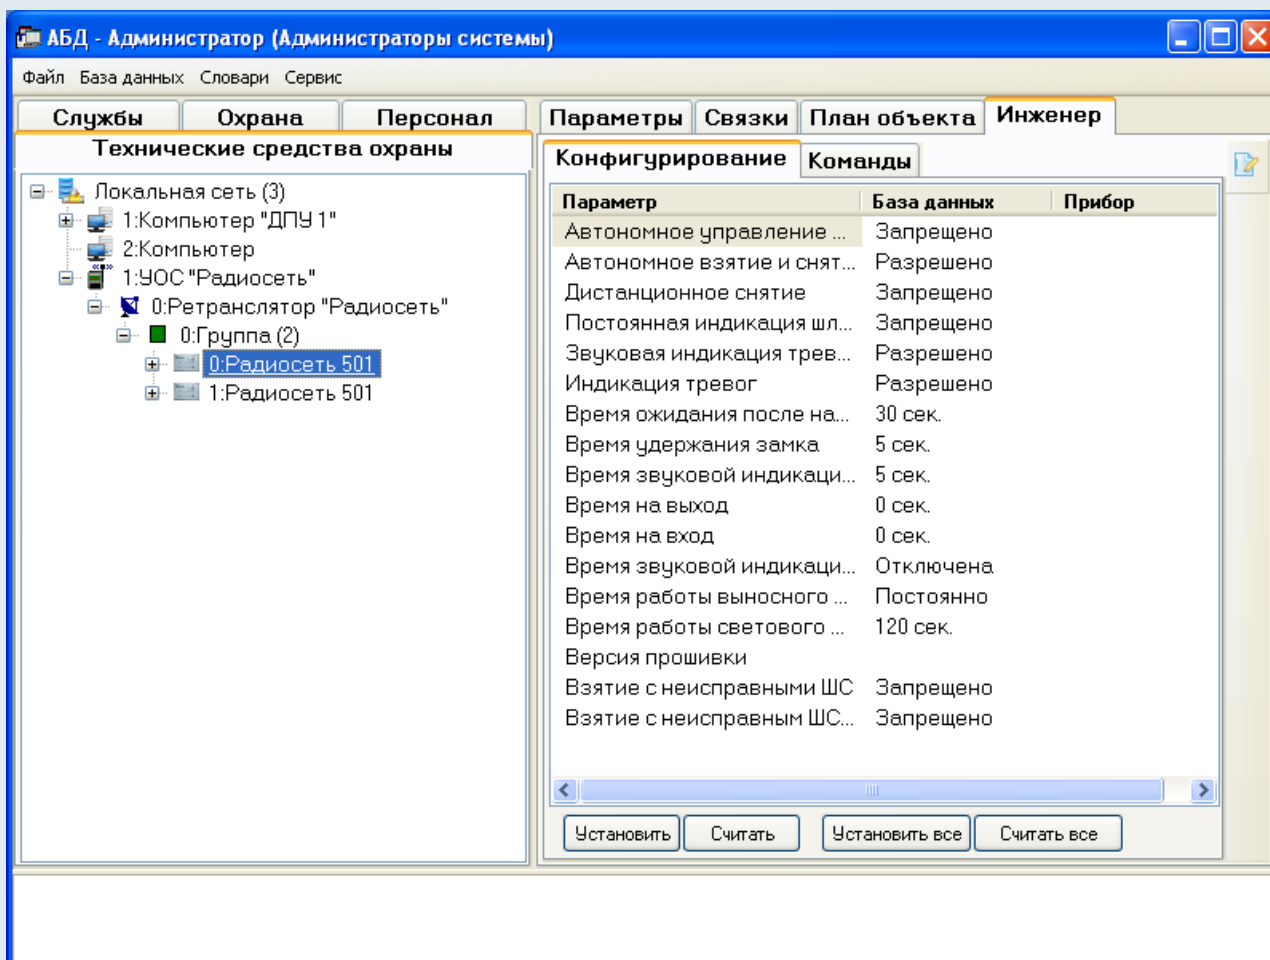 АБД - Администратор (Администраторы системы)
Файл База данных Словари Сервис
Службы Охрана Персонал
Технические средства охраны
Локальная сеть (3)
1:Компьютер "ДПУ 1"
2:Компьютер
1:УОС "Радиосеть"
0:Ретранслятор "Радиосеть"
0:Группа (2)
0:Радиосеть 501
1:Радиосеть 501
Параметры Связки План объекта Инженер
Конфигурирование Команды
Параметр База данных Прибор
Автономное управление ... Запрещено
Автономное взятие и снят... Разрешено
Дистанционное снятие Запрещено
Постоянная индикация шл... Запрещено
Звуковая индикация трев... Разрешено
Индикация тревог Разрешено
Время ожидания после на... 30 сек.
Время удержания замка 5 сек.
Время звуковой индикаци... 5 сек.
Время на выход 0 сек.
Время на вход 0 сек.
Время звуковой индикаци... Отключена
Время работы выносного ... Постоянно
Время работы светового ... 120 сек.
Версия прошивки
Взятие с неисправными ШС Запрещено
Взятие с неисправным ШС... Запрещено
Установить Считать Установить все Считать все